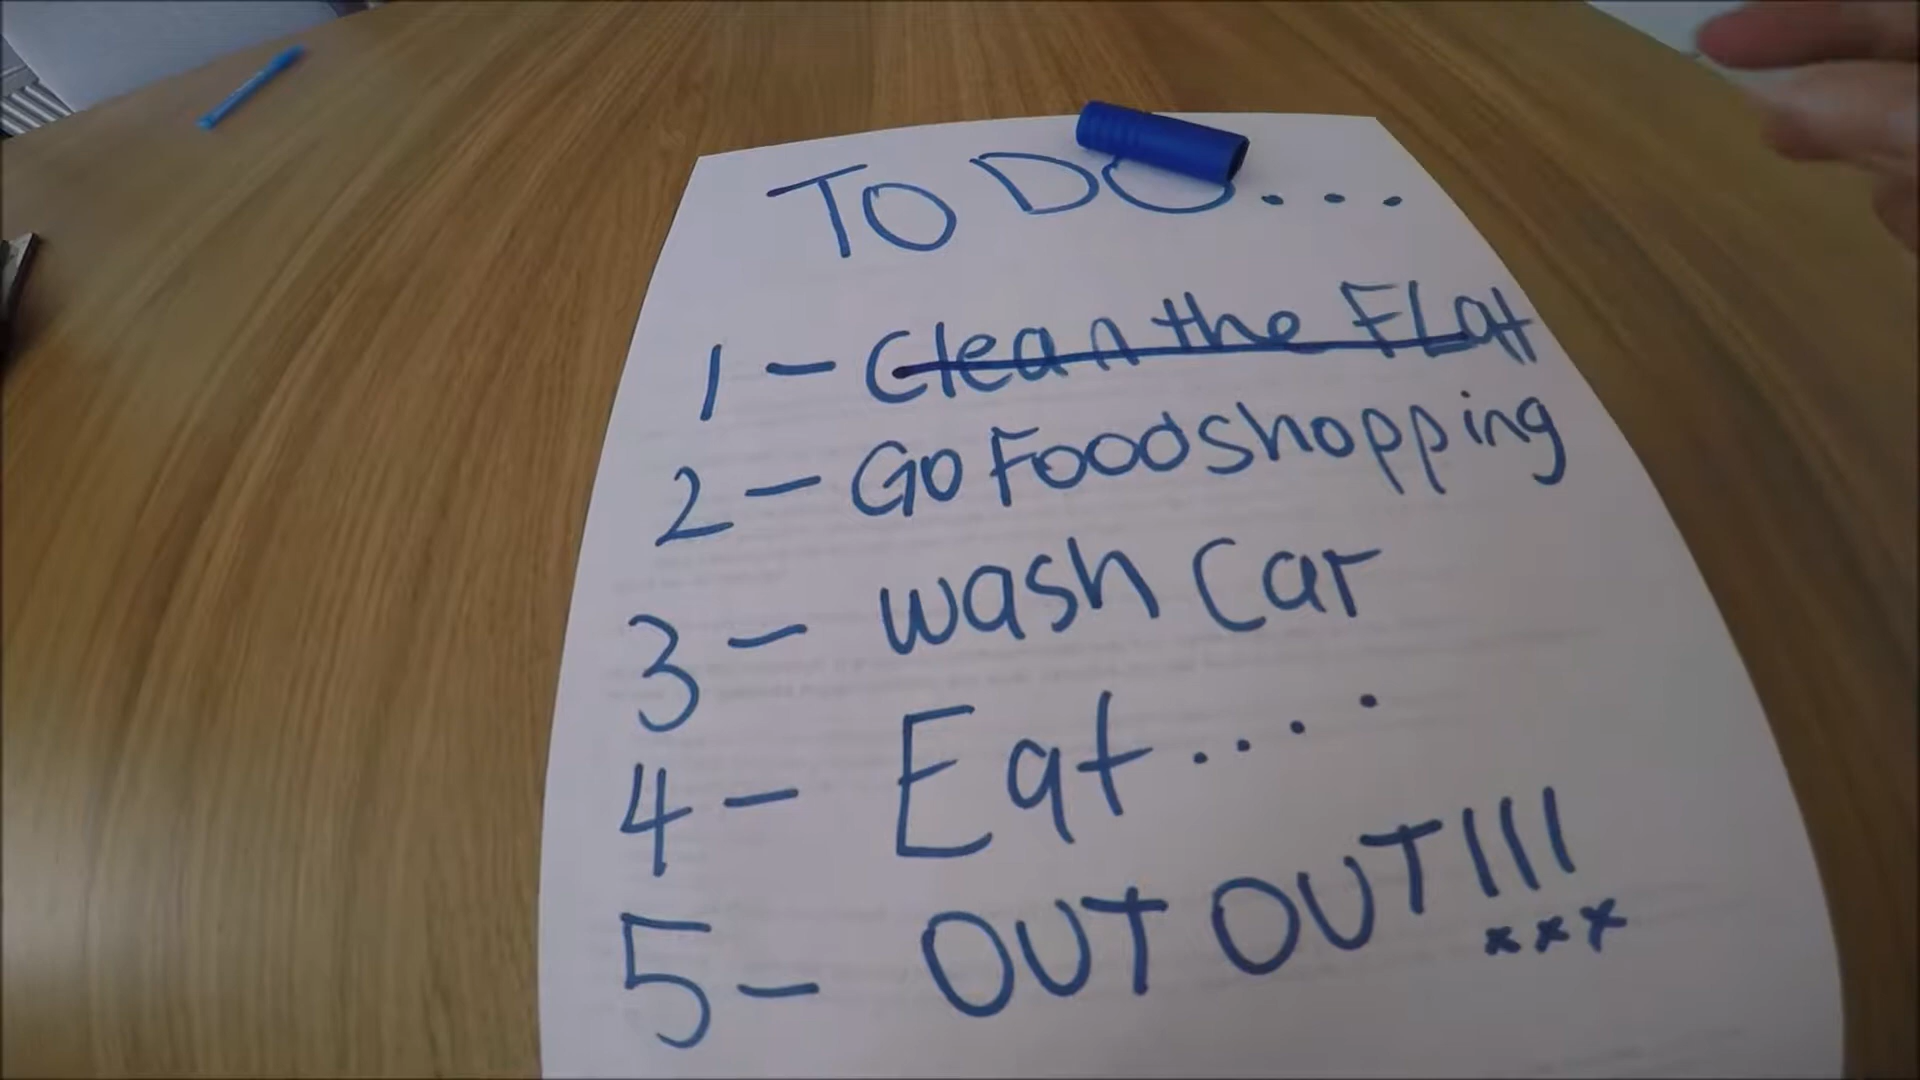 TO DO....
1 - Clean the FLat
2 - Go Food shopping
3 - wash Car
4 - Eat....
5 - OUT OUT!!!
xxx